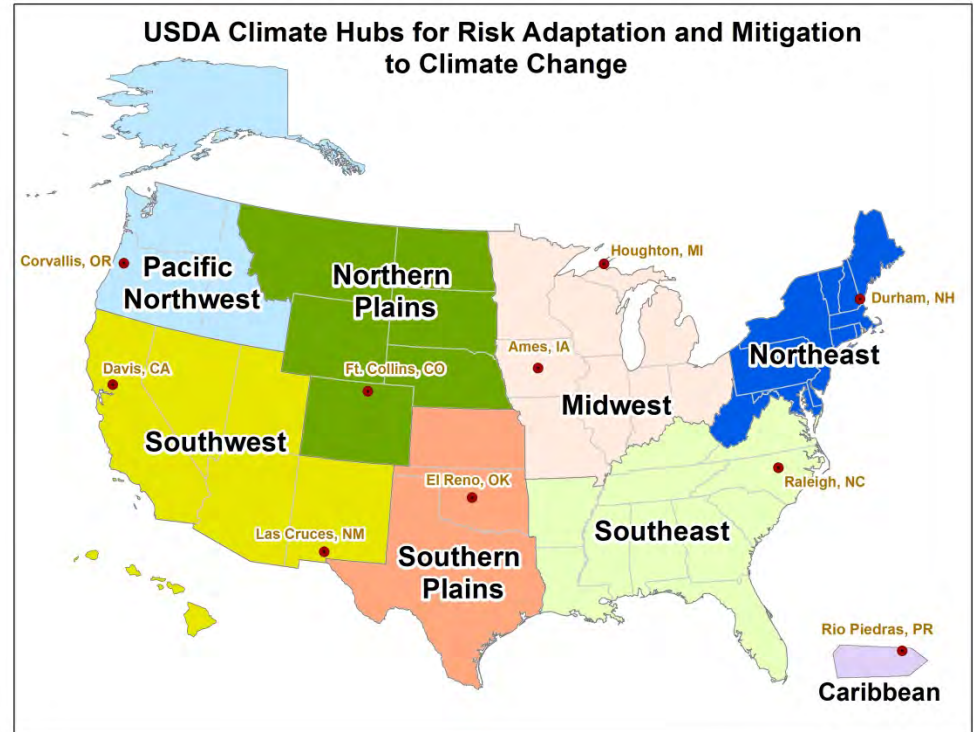 USDA Climate Hubs for Risk Adaptation and Mitigation
to Climate Change
Corvallis, OR
Pacific
Northwest
Northern
Plains
Houghton, MI
Durham, NH
Northeast
Davis, CA
Ft. Collins, CO
Ames, IA
Midwest
Southwest
El Reno, OK
Raleigh, NC
Las Cruces, NM
Southern
Plains
Southeast
Rio Piedras, PR
Caribbean